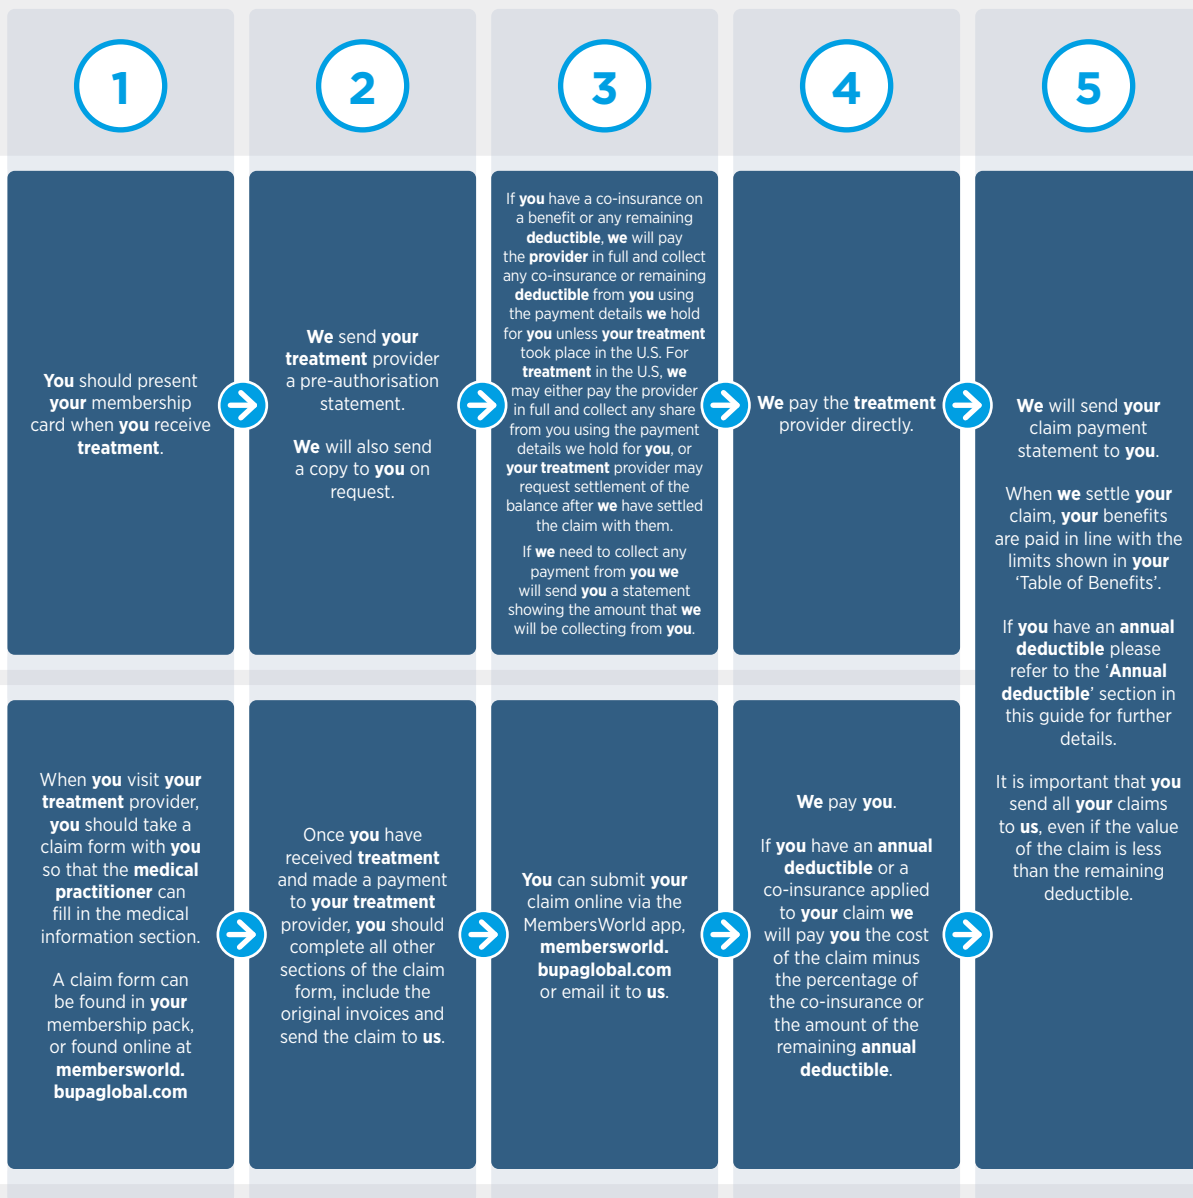 1
2
3
4
5
You should present
your membership
card when you receive
treatment.
We send your
treatment provider
a pre-authorisation
statement.
We will also send
a copy to you on
request.
If you have a co-insurance on
a benefit or any remaining
deductible, we will pay
the provider in full and collect
any co-insurance or remaining
deductible from you using
the payment details we hold
for you unless your treatment
took place in the U.S. For
treatment in the U.S, we
may either pay the provider
in full and collect any share
from you using the payment
details we hold for you, or
your treatment provider may
request settlement of the
balance after we have settled
the claim with them.
If we need to collect any
payment from you we
will send you a statement
showing the amount that we
will be collecting from you.
We pay the treatment
provider directly.
We will send your
claim payment
statement to you.
When we settle your
claim, your benefits
are paid in line with the
limits shown in your
‘Table of Benefits’.
If you have an annual
deductible please
refer to the ‘Annual
deductible’ section in
this guide for further
details.
It is important that you
send all your claims
to us, even if the value
of the claim is less
than the remaining
deductible.
When you visit your
treatment provider,
you should take a
claim form with you
so that the medical
practitioner can
fill in the medical
information section.
A claim form can
be found in your
membership pack,
or found online at
membersworld.
bupaglobal.com
Once you have
received treatment
and made a payment
to your treatment
provider, you should
complete all other
sections of the claim
form, include the
original invoices and
send the claim to us.
You can submit your
claim online via the
MembersWorld app,
membersworld.
bupaglobal.com
or email it to us.
We pay you.
If you have an annual
deductible or a
co-insurance applied
to your claim we
will pay you the cost
of the claim minus
the percentage of
the co-insurance or
the amount of the
remaining annual
deductible.